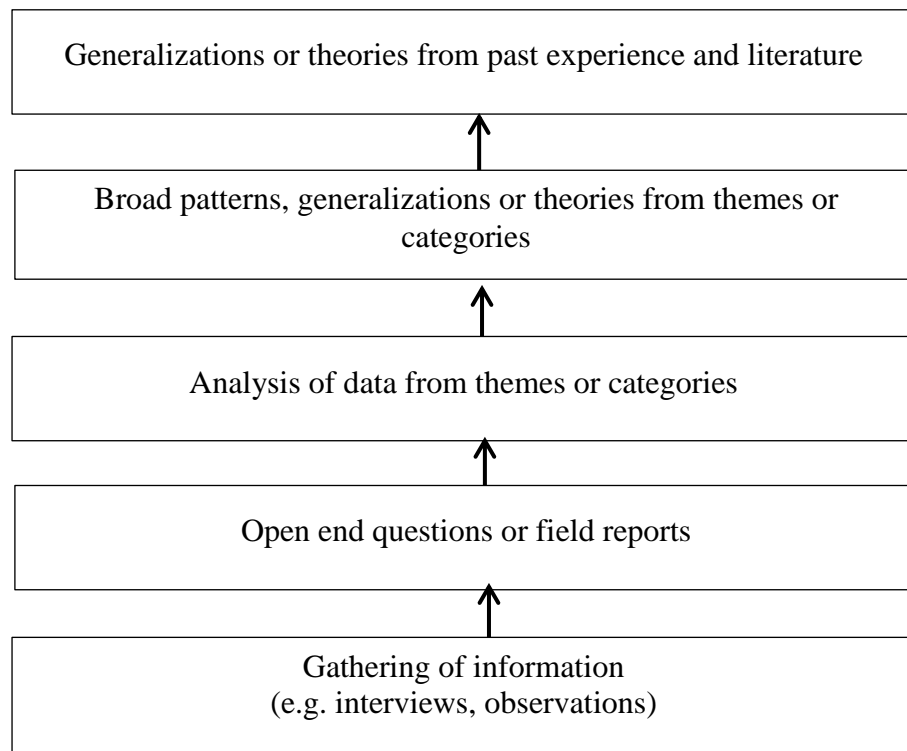 Generalizations or theories from past experience and literature
Broad patterns, generalizations or theories from themes or
categories
Analysis of data from themes or categories
Open end questions or field reports
Gathering of information
(e.g. interviews, observations)